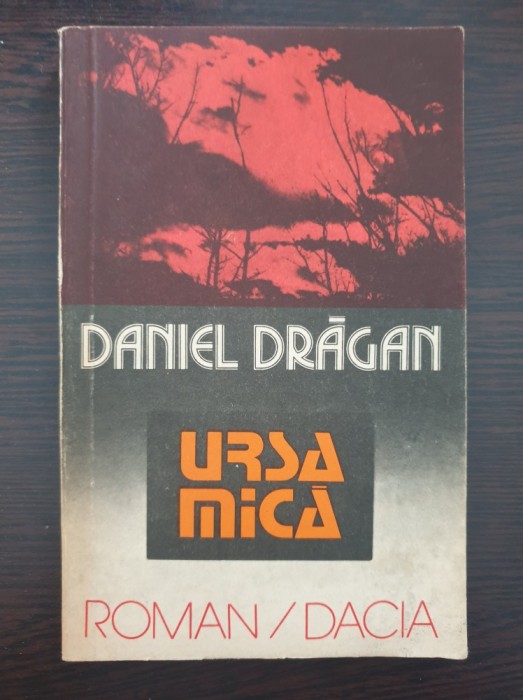 DANIEL DRĂGAN
URSA
MICĂ
ROMAN / DACIA